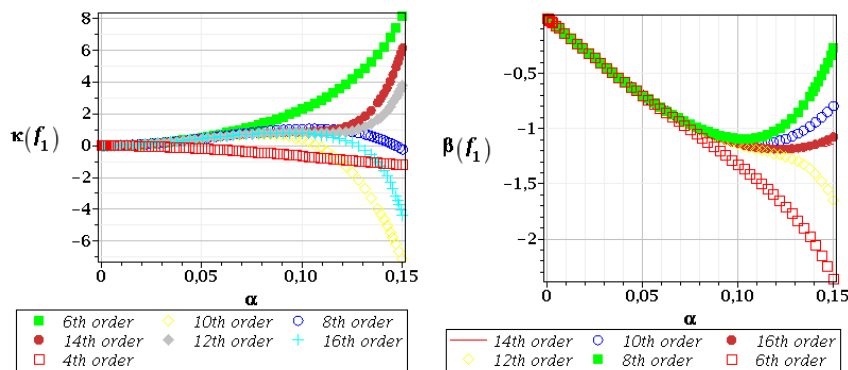 8
6
4
2
κ(f₁)
0
-2
-4
-6
0
0,05
0,10
0,15
α
6th order
10th order
8th order
14th order
12th order
16th order
4th order
-0,5
-1
β(f₁)
-1,5
-2
0
0,05
0,10
0,15
α
14th order
10th order
16th order
12th order
8th order
6th order